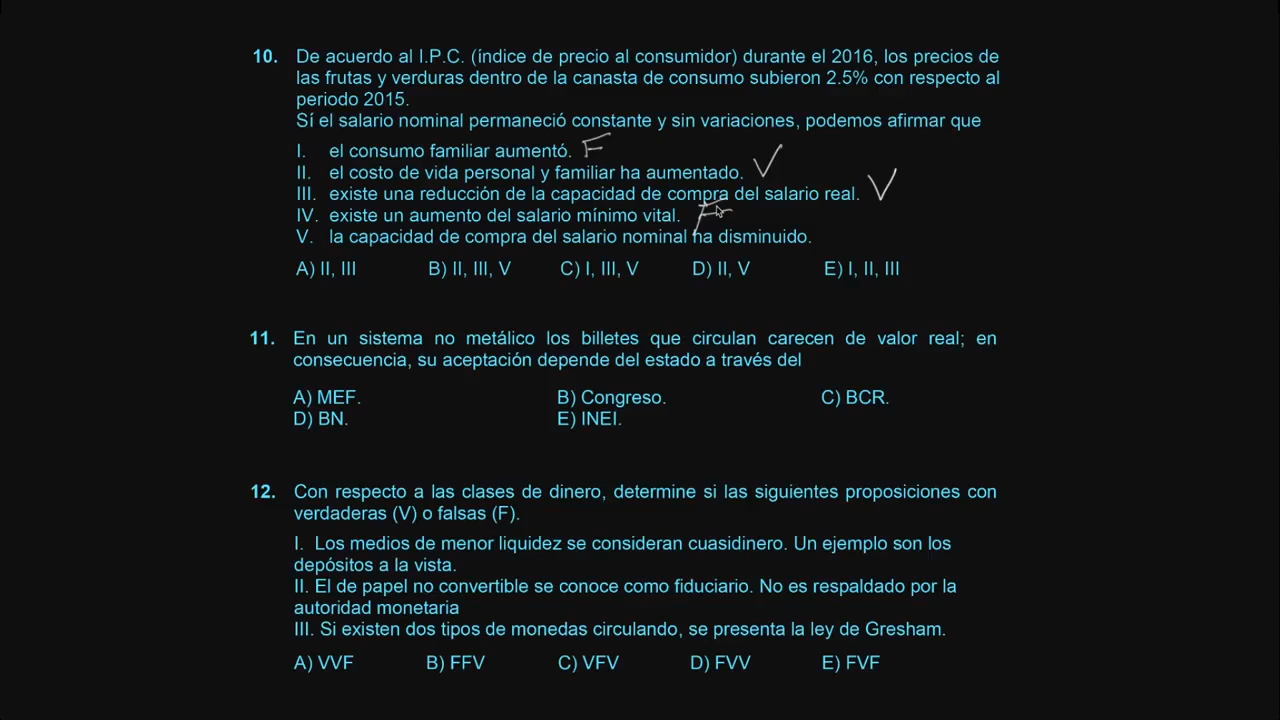 10. De acuerdo al I.P.C. (índice de precio al consumidor) durante el 2016, los precios de
las frutas y verduras dentro de la canasta de consumo subieron 2.5% con respecto al
periodo 2015.
Sí el salario nominal permaneció constante y sin variaciones, podemos afirmar que
I. el consumo familiar aumentó. F
II. el costo de vida personal y familiar ha aumentado. V
III. existe una reducción de la capacidad de compra del salario real. V
IV. existe un aumento del salario mínimo vital. F
V. la capacidad de compra del salario nominal ha disminuido.
A) II, III B) II, III, V C) I, III, V D) II, V E) I, II, III
11. En un sistema no metálico los billetes que circulan carecen de valor real; en
consecuencia, su aceptación depende del estado a través del
A) MEF. B) Congreso. C) BCR.
D) BN. E) INEI.
12. Con respecto a las clases de dinero, determine si las siguientes proposiciones con
verdaderas (V) o falsas (F).
I. Los medios de menor liquidez se consideran cuasidinero. Un ejemplo son los
depósitos a la vista.
II. El de papel no convertible se conoce como fiduciario. No es respaldado por la
autoridad monetaria
III. Si existen dos tipos de monedas circulando, se presenta la ley de Gresham.
A) VVF B) FFV C) VFV D) FVV E) FVF